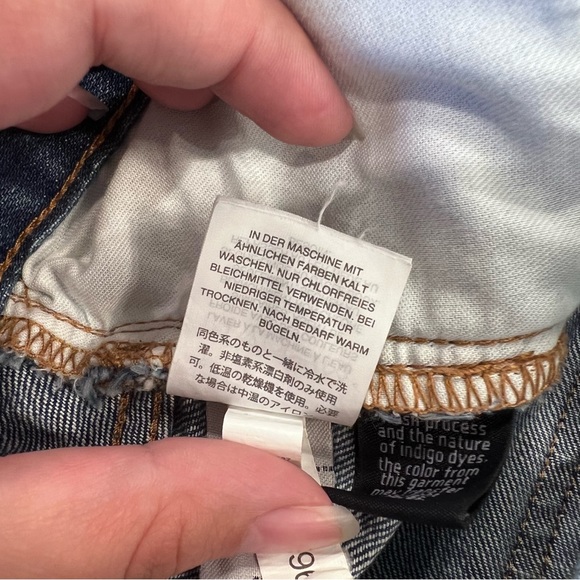 IN DER MASCHINE MIT
ÄHNLICHEN FARBEN KALT
WASCHEN. NUR CHLORFREIES
BLEICHMITTEL VERWENDEN. BEI
NIEDRIGER TEMPERATUR
TROCKNEN. NACH BEDARF WARM
BÜGELN.
同色系のものと一緒に冷水で洗
濯。非塩素系漂白剤のみ使用
可。低温の乾燥機を使用。必要
な場合は中温のアイロ
process
and the nature
of indigo dyes.
the color from
this garment